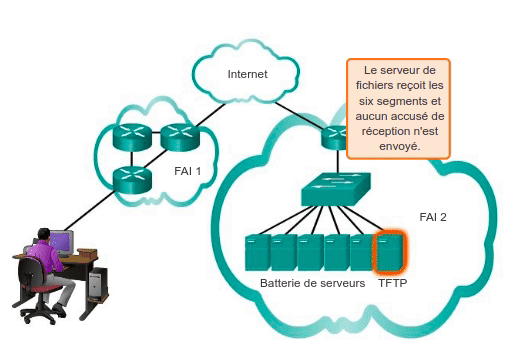 Internet
Le serveur de
fichiers reçoit les
six segments et
aucun accusé de
réception n'est
envoyé.
FAI 1
FAI 2
Batterie de serveurs
TFTP